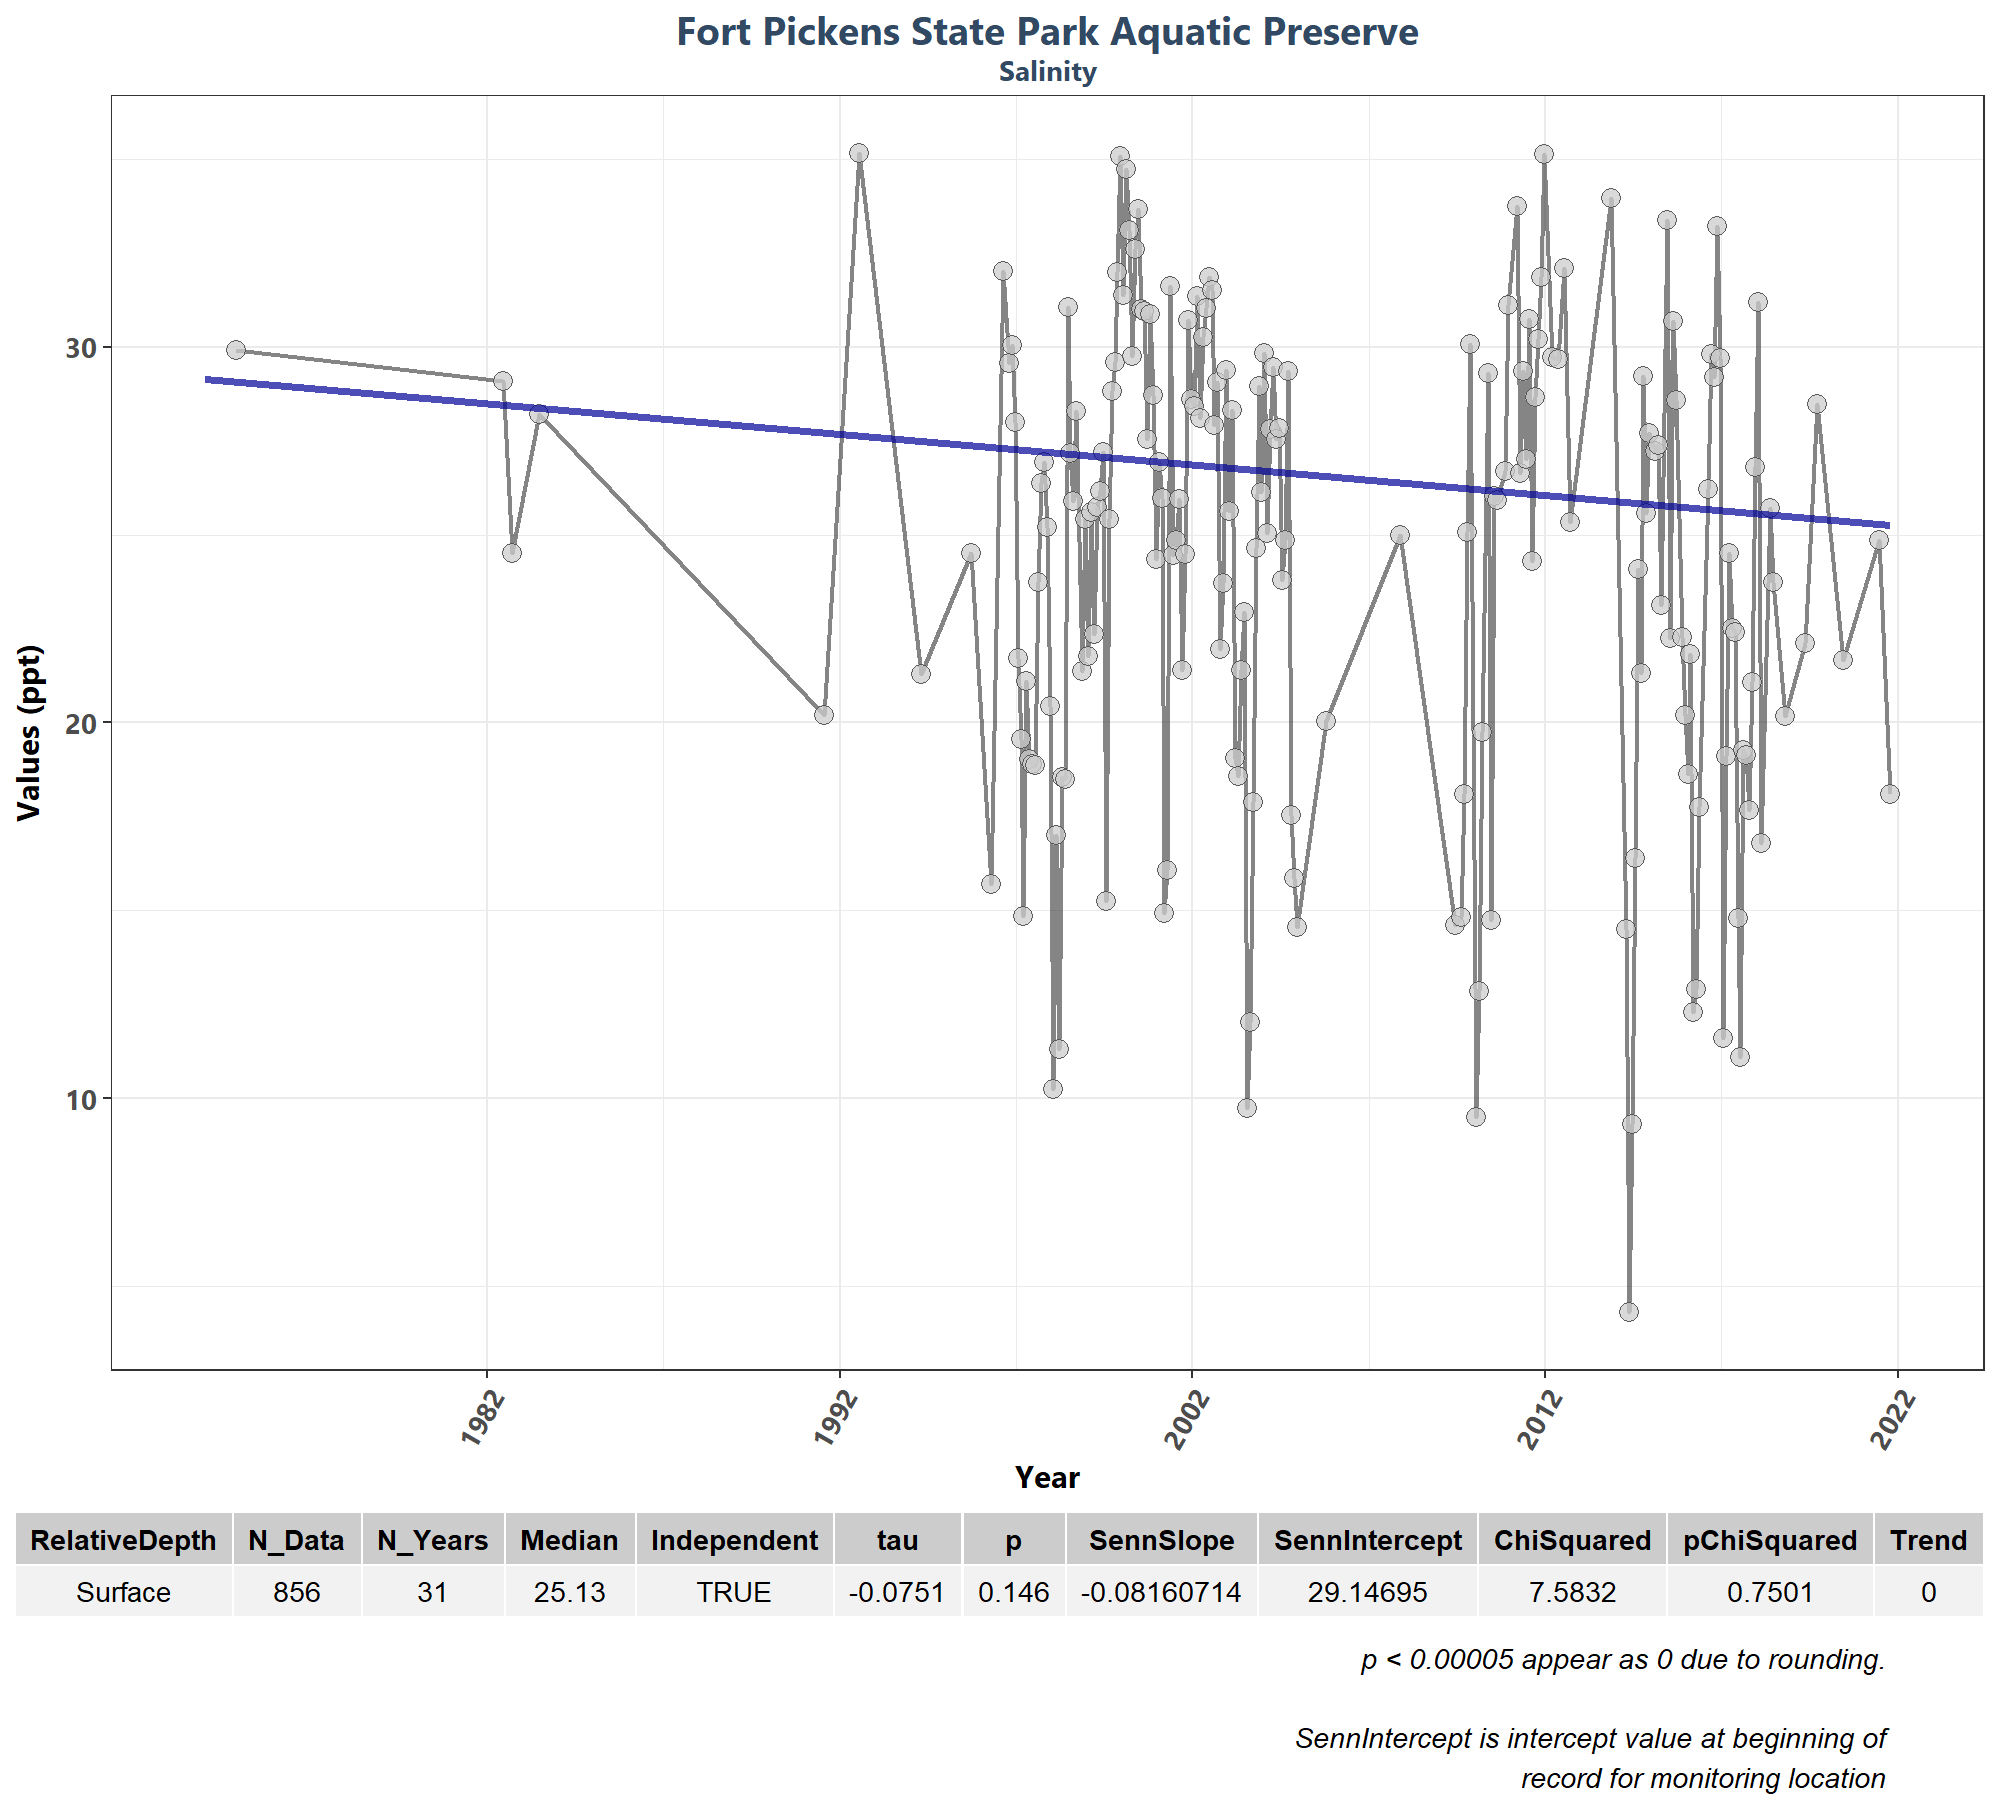 Fort Pickens State Park Aquatic Preserve
Salinity
Values (ppt)
30
20
10
1982 1992 2002 2012 2022
Year
RelativeDepth N_Data N_Years Median Independent tau p SennSlope SennIntercept ChiSquared pChiSquared Trend
Surface 856 31 25.13 TRUE -0.0751 0.146 -0.08160714 29.14695 7.5832 0.7501 0
p < 0.00005 appear as 0 due to rounding.
SennIntercept is intercept value at beginning of
record for monitoring location